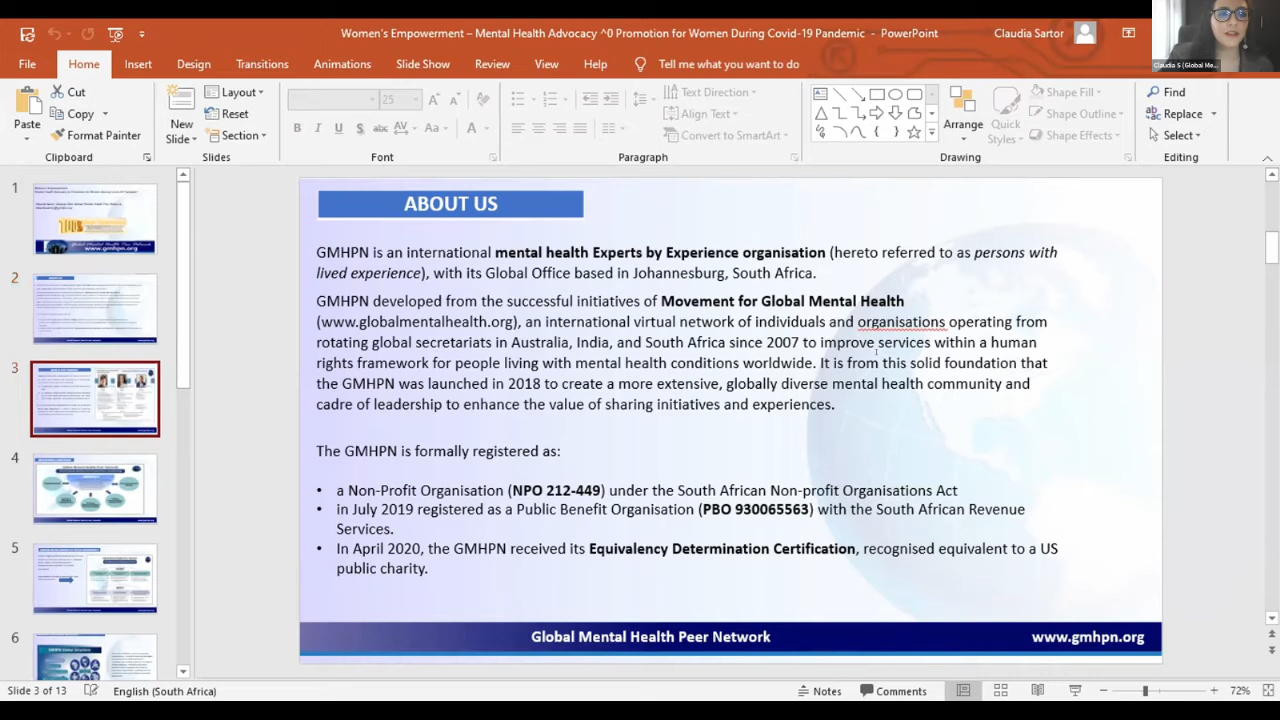 Women's Empowerment – Mental Health Advocacy ^0 Promotion for Women During Covid-19 Pandemic - PowerPoint
Claudia Sartor
Claudia S (Global Me...
File Home Insert Design Transitions Animations Slide Show Review View Help Tell me what you want to do
Paste
Cut
Copy
Format Painter
Clipboard
New Slide
Layout
Reset
Section
Slides
25
Font
Text Direction
Align Text
Convert to SmartArt
Paragraph
Arrange
Quick Styles
Shape Fill
Shape Outline
Shape Effects
Drawing
Find
Replace
Select
Editing
1
2
3
4
5
6
ABOUT US
GMHPN is an international mental health Experts by Experience organisation (hereto referred to as persons with
lived experience), with its Global Office based in Johannesburg, South Africa.
GMHPN developed from the successful initiatives of Movement for Global Mental Health
an international virtual network of individuals and organisations operating from
rotating global secretariats in Australia, India, and South Africa since 2007 to improve services within a human
rights framework for people living with mental health conditions worldwide. It is from this solid foundation that
the GMHPN was launched in 2018 to create a more extensive, global mental health community and
of leadership to value of sharing initiatives and experiences.
The GMHPN is formally registered as:
• a Non-Profit Organisation (NPO 212-449) under the South African Non-profit Organisations Act
• in July 2019 registered as a Public Benefit Organisation (PBO 930065563) with the South African Revenue
Services.
• In April 2020, the GMHPN received its Equivalency Determination Certification, recognised equivalent to a US
public charity.
Global Mental Health Peer Network
www.gmhpn.org
Slide 3 of 13
English (South Africa)
Notes
Comments
72%